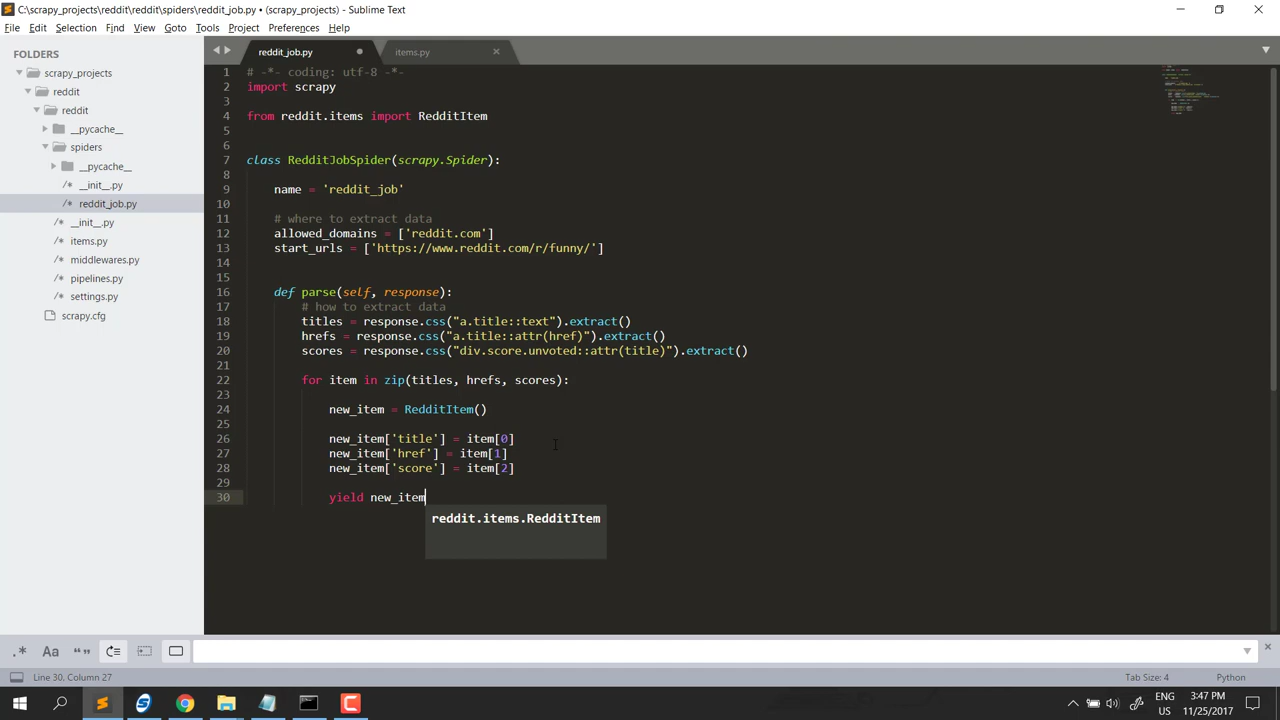 C:\scrapy_projects\reddit\reddit\spiders\reddit_job.py • (scrapy_projects) - Sublime Text
File Edit Selection Find View Goto Tools Project Preferences Help
FOLDERS
scrapy_projects
reddit
reddit
__pycache__
spiders
__pycache__
__init__.py
reddit_job.py
__init__.py
items.py
middlewares.py
pipelines.py
settings.py
scrapy.cfg
reddit_job.py items.py
1 # -*- coding: utf-8 -*-
2 import scrapy
3
4 from reddit.items import RedditItem
5
6
7 class RedditJobSpider(scrapy.Spider):
8
9 name = 'reddit_job'
10
11 # where to extract data
12 allowed_domains = ['reddit.com']
13 start_urls = ['https://www.reddit.com/r/funny/']
14
15
16 def parse(self, response):
17 # how to extract data
18 titles = response.css("a.title::text").extract()
19 hrefs = response.css("a.title::attr(href)").extract()
20 scores = response.css("div.score.unvoted::attr(title)").extract()
21
22 for item in zip(titles, hrefs, scores):
23
24 new_item = RedditItem()
25
26 new_item['title'] = item[0]
27 new_item['href'] = item[1]
28 new_item['score'] = item[2]
29
30 yield new_item
reddit.items.RedditItem
.* Aa “”
Line 30, Column 27 Tab Size: 4 Python
ENG 3:47 PM
US 11/25/2017